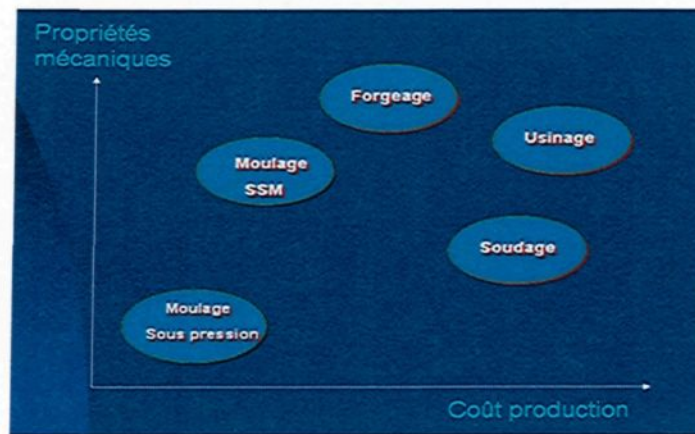 Propriétés
mécaniques
Forgeage
Usinage
Moulage
SSM
Soudage
Moulage
Sous pression
Coût production